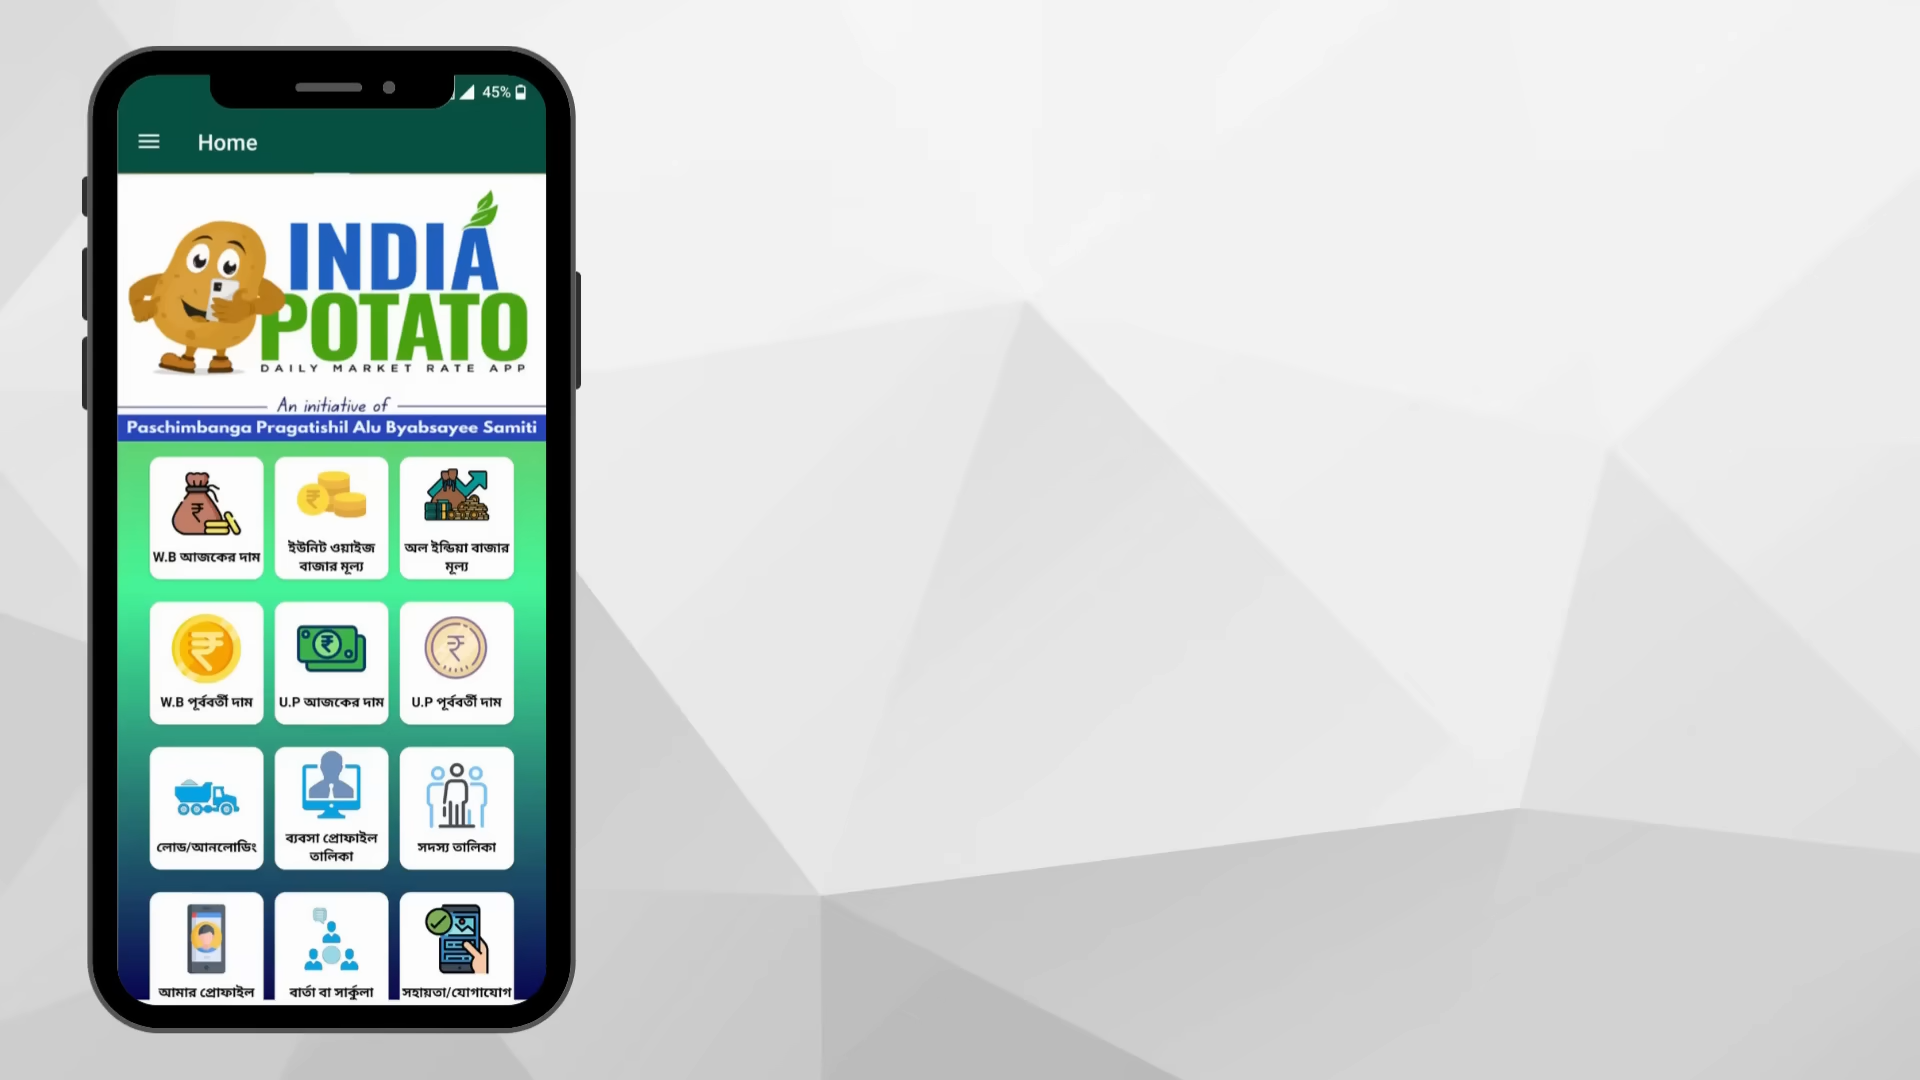 45%
Home
INDIA
POTATO
DAILY MARKET RATE APP
An initiative of
Paschimbanga Pragatishil Alu Byabsayee Samiti
W.B আজকের দাম
ইউনিট ওয়াইজ
বাজার মূল্য
অল ইন্ডিয়া বাজার
মূল্য
W.B পূর্ববর্তী দাম
U.P আজকের দাম
U.P পূর্ববর্তী দাম
লোড/আনলোডিং
ব্যবসা প্রোফাইল
তালিকা
সদস্য তালিকা
আমার প্রোফাইল
বার্তা বা সার্কুলা
সহায়তা/যোগাযোগ